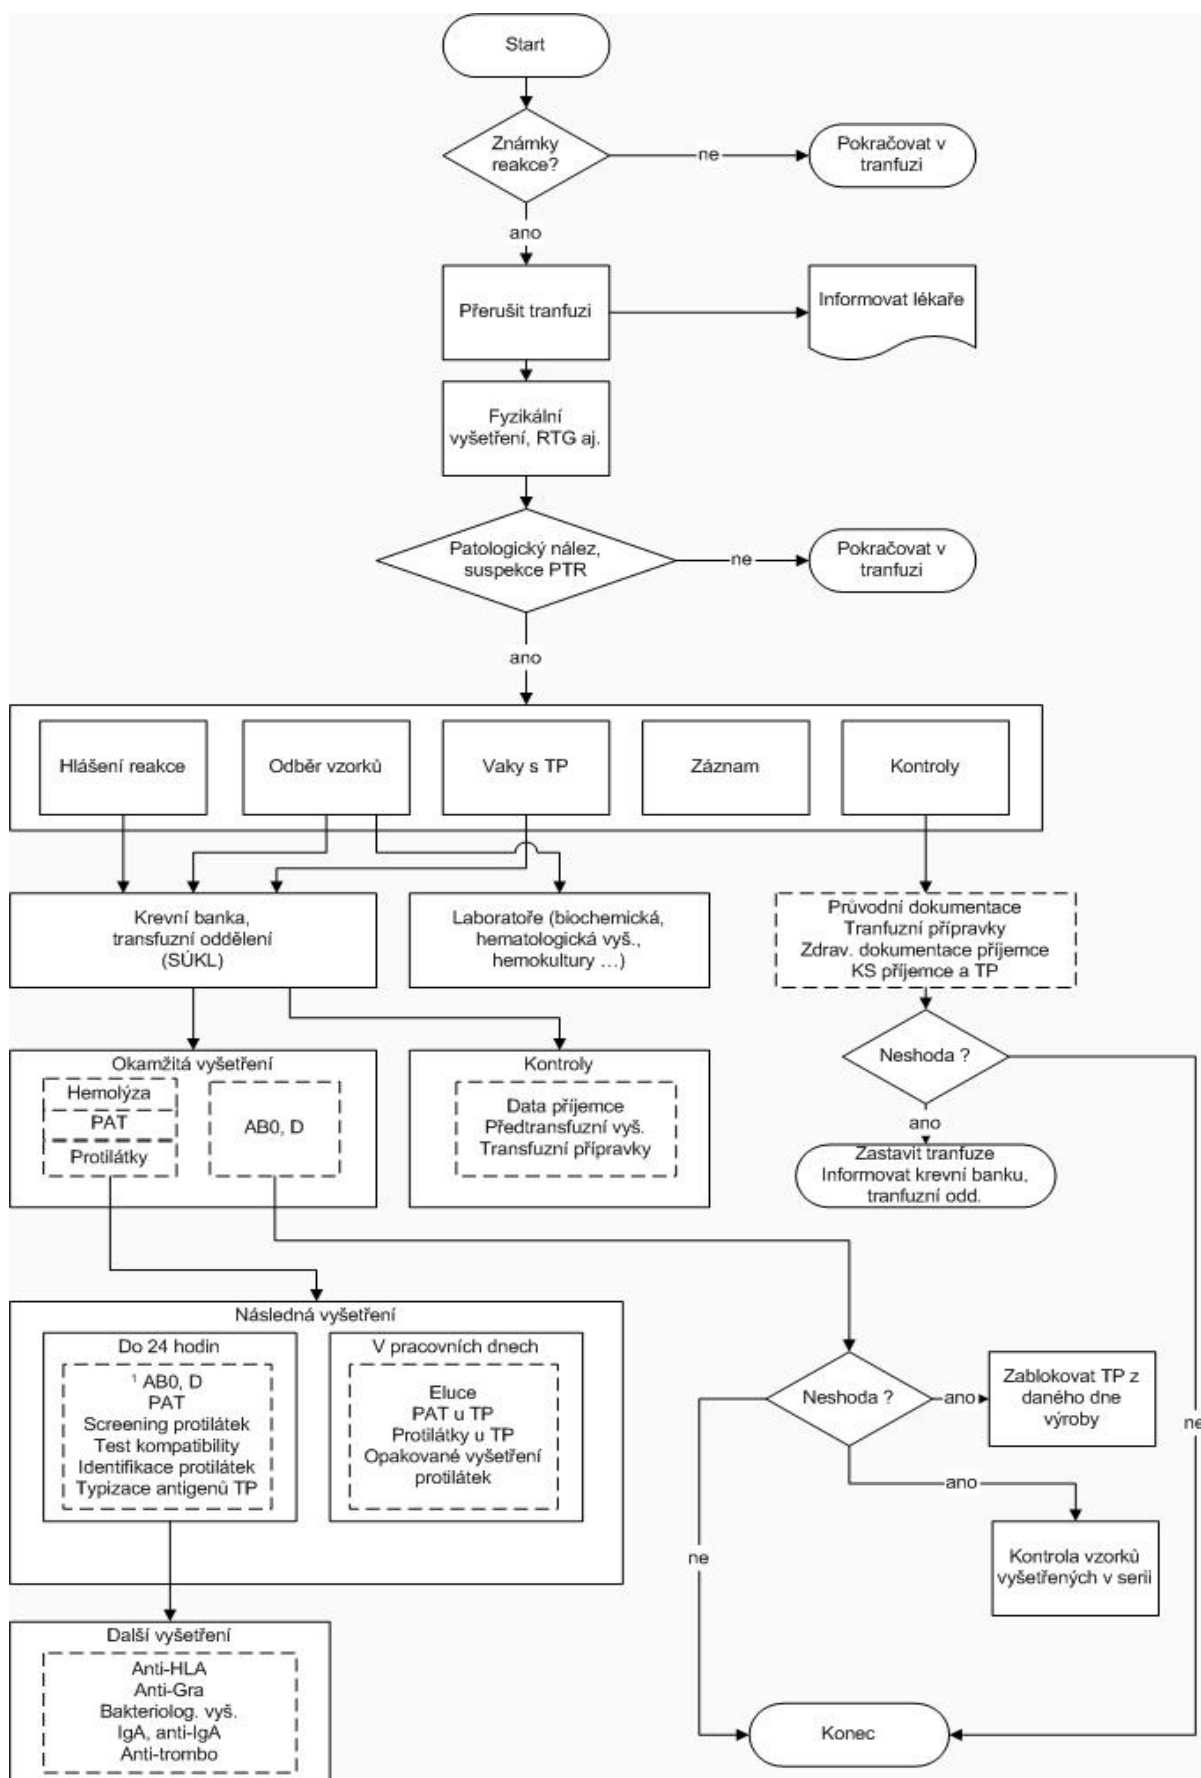 Start
Známky
reakce?
ne
Pokračovat v
tranfuzi
ano
Přerušit tranfuzi
Informovat lékaře
Fyzikální
vyšetření, RTG aj.
Patologický nález,
suspekce PTR
ne
Pokračovat v
tranfuzi
ano
Hlášení reakce
Odběr vzorků
Vaky s TP
Záznam
Kontroly
Krevní banka,
transfuzní oddělení
(SÚKL)
Laboratoře (biochemická,
hematologická vyš.,
hemokultury …)
Průvodní dokumentace
Tranfuzní přípravky
Zdrav. dokumentace příjemce
KS příjemce a TP
Neshoda ?
ano
Zastavit tranfuze
Informovat krevní banku,
tranfuzní odd.
Okamžitá vyšetření
Hemolýza
PAT
Protilátky
AB0, D
Kontroly
Data příjemce
Předtransfuzní vyš.
Transfuzní přípravky
Následná vyšetření
Do 24 hodin
¹ AB0, D
PAT
Screening protilátek
Test kompatibility
Identifikace protilátek
Typizace antigenů TP
V pracovních dnech
Eluce
PAT u TP
Protilátky u TP
Opakované vyšetření
protilátek
Neshoda ?
ano
Zablokovat TP z
daného dne
výroby
ne
ano
Kontrola vzorků
vyšetřených v serii
ne
Další vyšetření
Anti-HLA
Anti-Gra
Bakteriolog. vyš.
IgA, anti-IgA
Anti-trombo
Konec